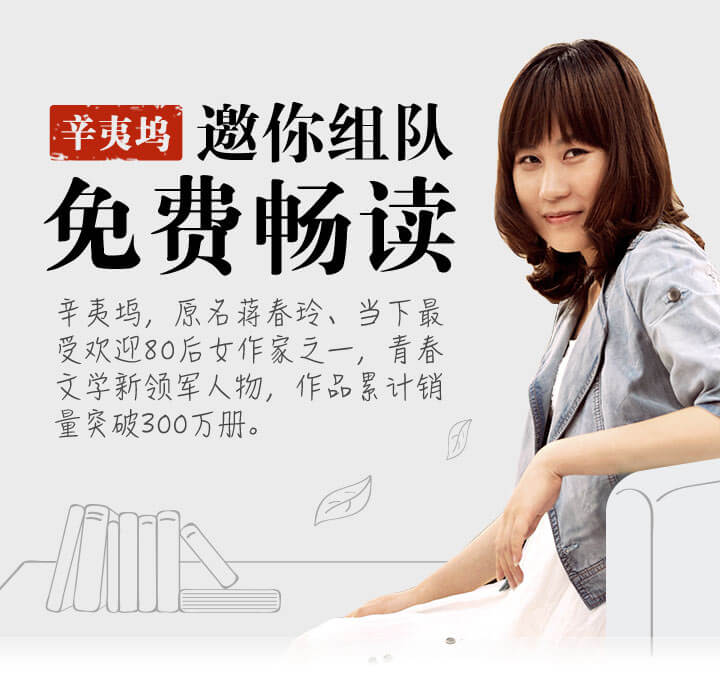 辛夷坞 邀你组队
免费畅读
辛夷坞，原名蒋春玲、当下最
受欢迎80后女作家之一，青春
文学新领军人物，作品累计销
量突破300万册。